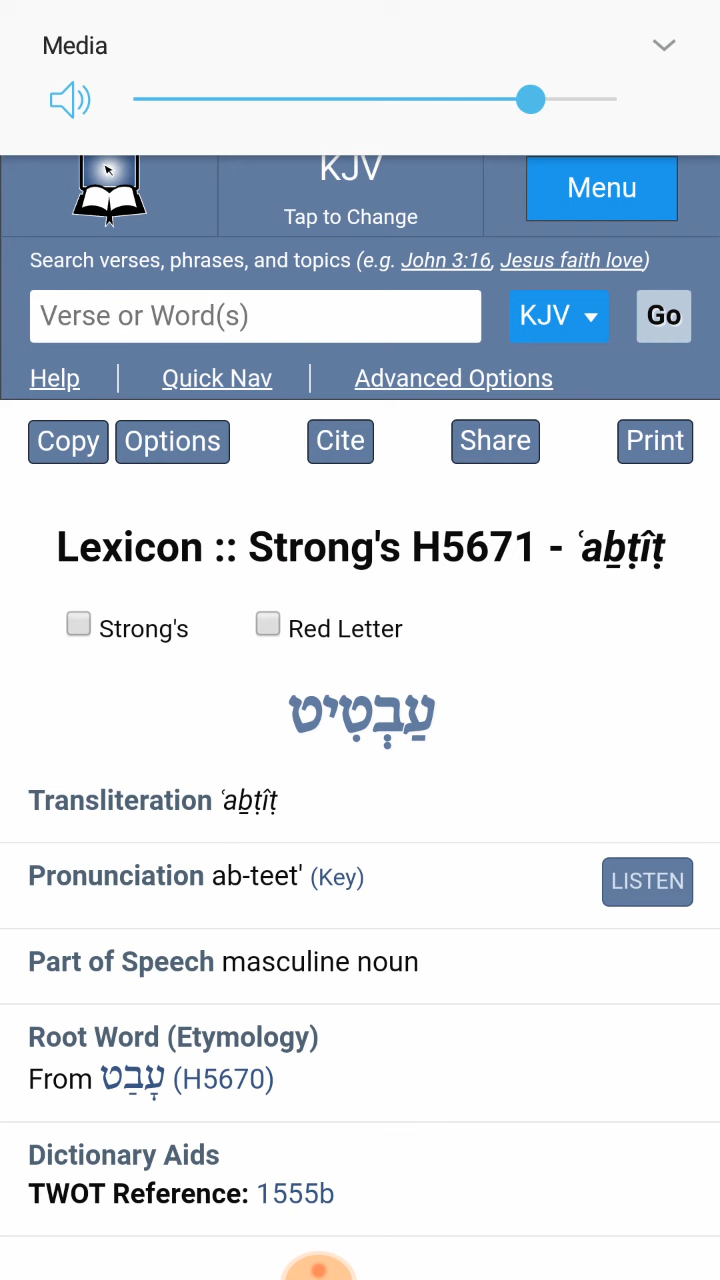 Media
KJV
Tap to Change
Menu
Search verses, phrases, and topics (e.g. John 3:16, Jesus faith love)
Verse or Word(s)
KJV
Go
Help
Quick Nav
Advanced Options
Copy
Options
Cite
Share
Print
Lexicon :: Strong's H5671 - ʿaḇṭîṭ
Strong's
Red Letter
עַבְטִיט
Transliteration ʿaḇṭîṭ
Pronunciation ab-teet' (Key)
LISTEN
Part of Speech masculine noun
Root Word (Etymology)
From עָבַט (H5670)
Dictionary Aids
TWOT Reference: 1555b